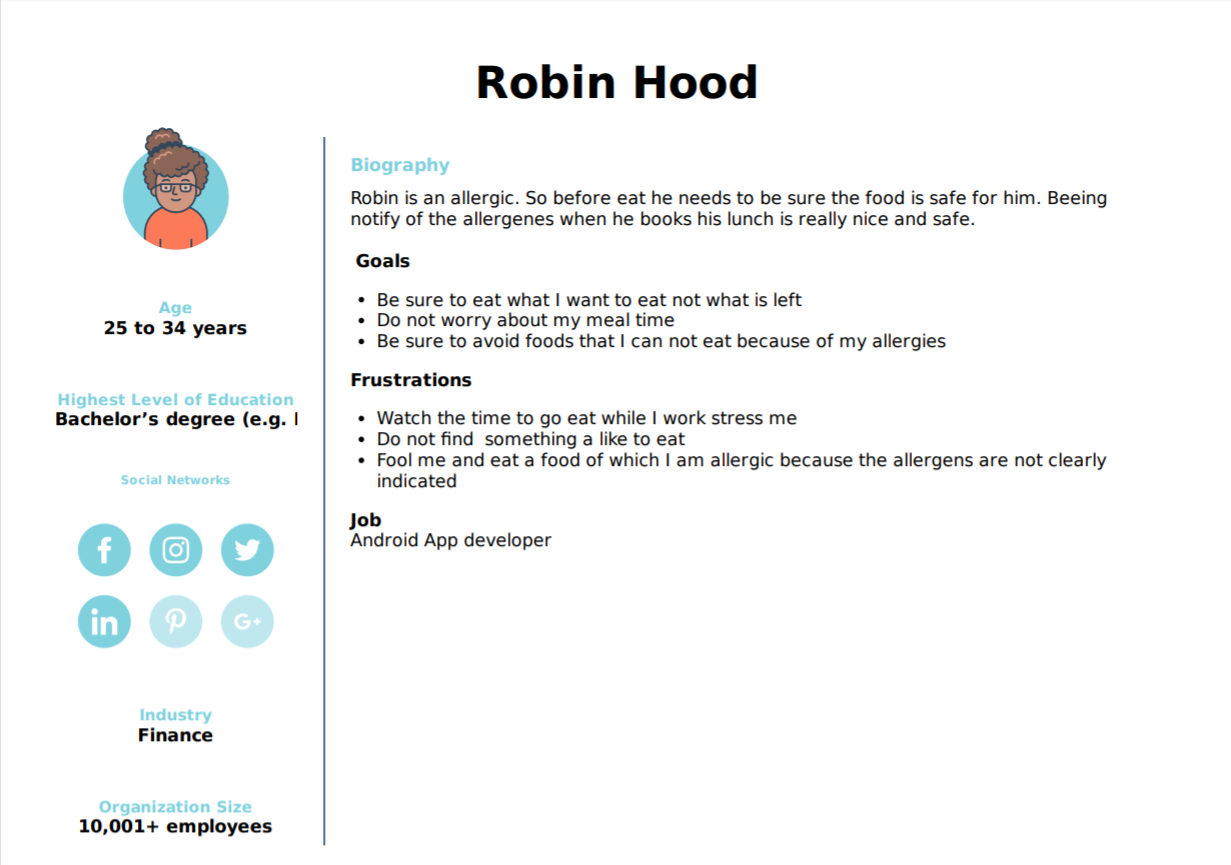 Robin Hood
Age
25 to 34 years
Highest Level of Education
Bachelor’s degree (e.g.
Social Networks
Industry
Finance
Organization Size
10,001+ employees
Biography
Robin is an allergic. So before eat he needs to be sure the food is safe for him. Beeing
notify of the allergenes when he books his lunch is really nice and safe.
Goals
• Be sure to eat what I want to eat not what is left
• Do not worry about my meal time
• Be sure to avoid foods that I can not eat because of my allergies
Frustrations
• Watch the time to go eat while I work stress me
• Do not find  something a like to eat
• Fool me and eat a food of which I am allergic because the allergens are not clearly
indicated
Job
Android App developer